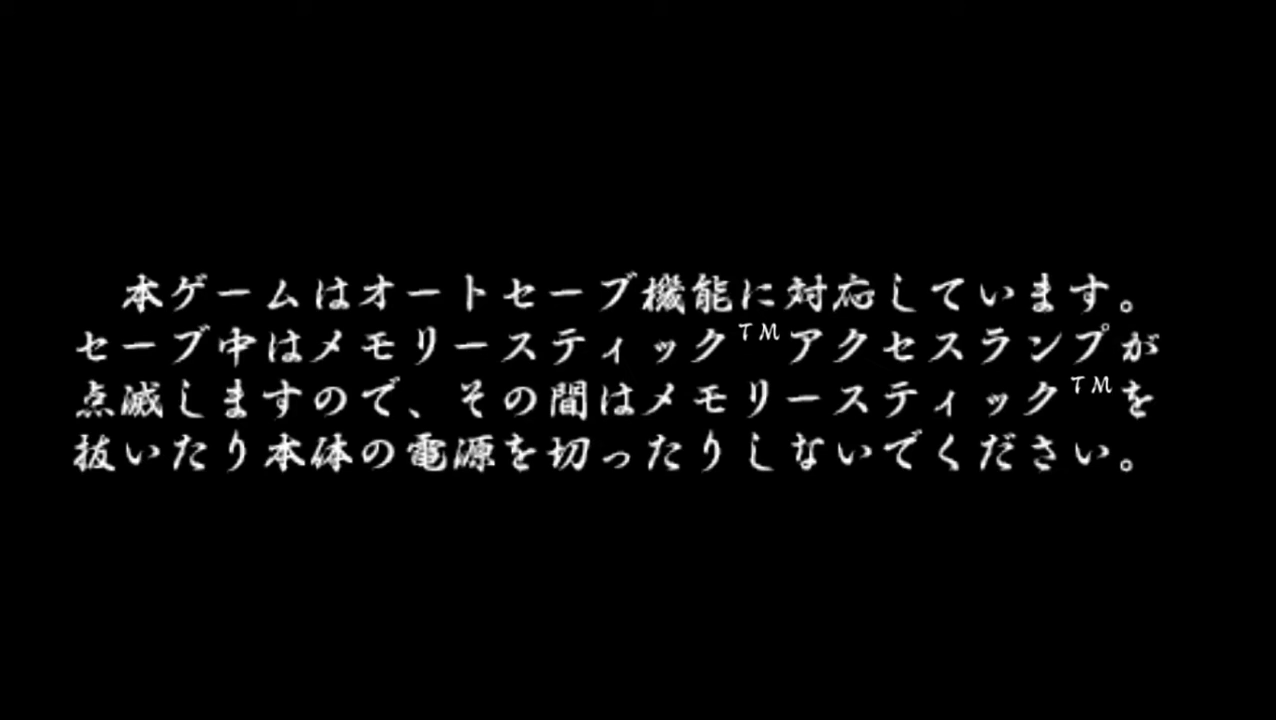 本ゲームはオートセーブ機能に対応しています。
セーブ中はメモリースティック™アクセスランプが
点滅しますので、その間はメモリースティック™を
抜いたり本体の電源を切ったりしないでください。